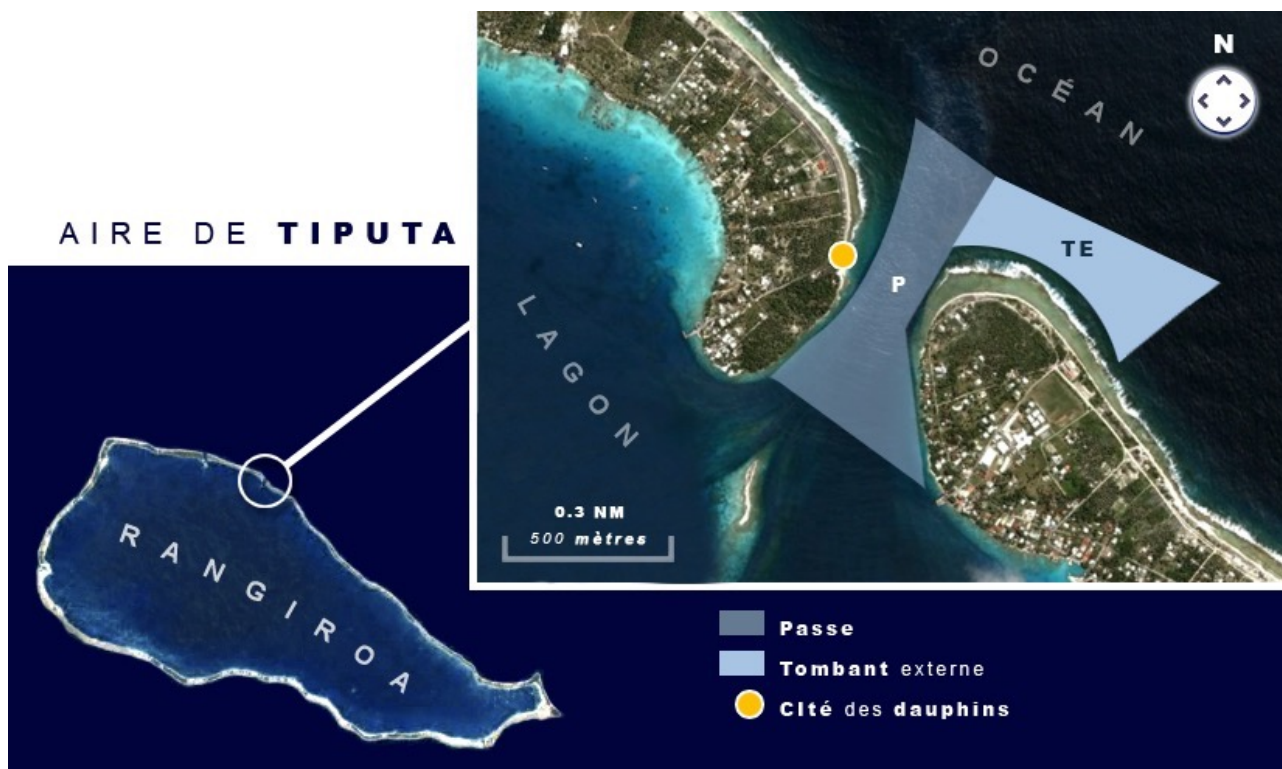 AIRE DE TIPUTA
RANGIROA
OCÉAN
N
TE
P
LAGON
0.3 NM
500 mètres
Passe
Tombant externe
CIté des dauphins